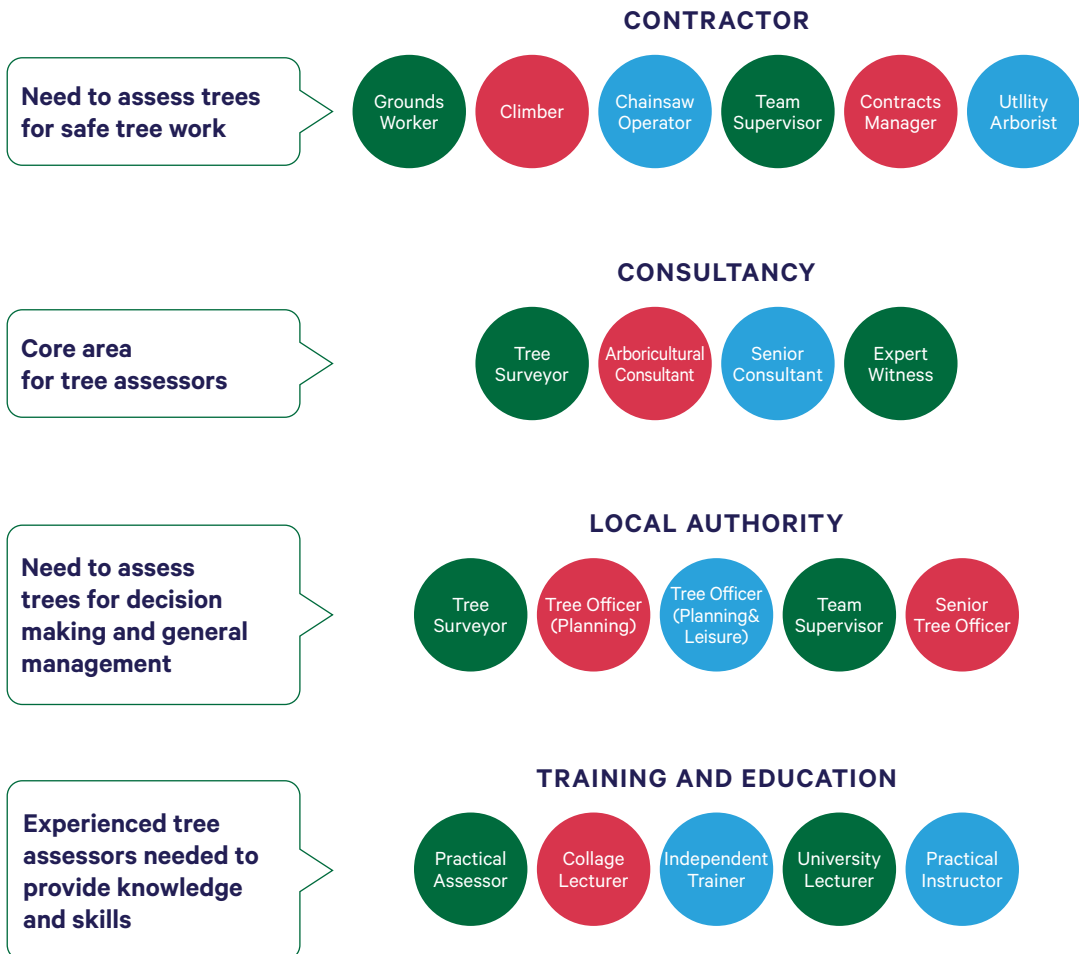 CONTRACTOR
Need to assess trees
for safe tree work
Grounds
Worker
Climber
Chainsaw
Operator
Team
Supervisor
Contracts
Manager
Utllity
Arborist
CONSULTANCY
Core area
for tree assessors
Tree
Surveyor
Arboricultural
Consultant
Senior
Consultant
Expert
Witness
LOCAL AUTHORITY
Need to assess
trees for decision
making and general
management
Tree
Surveyor
Tree Officer
(Planning)
Tree Officer
(Planning&
Leisure)
Team
Supervisor
Senior
Tree Officer
TRAINING AND EDUCATION
Experienced tree
assessors needed to
provide knowledge
and skills
Practical
Assessor
Collage
Lecturer
Independent
Trainer
University
Lecturer
Practical
Instructor